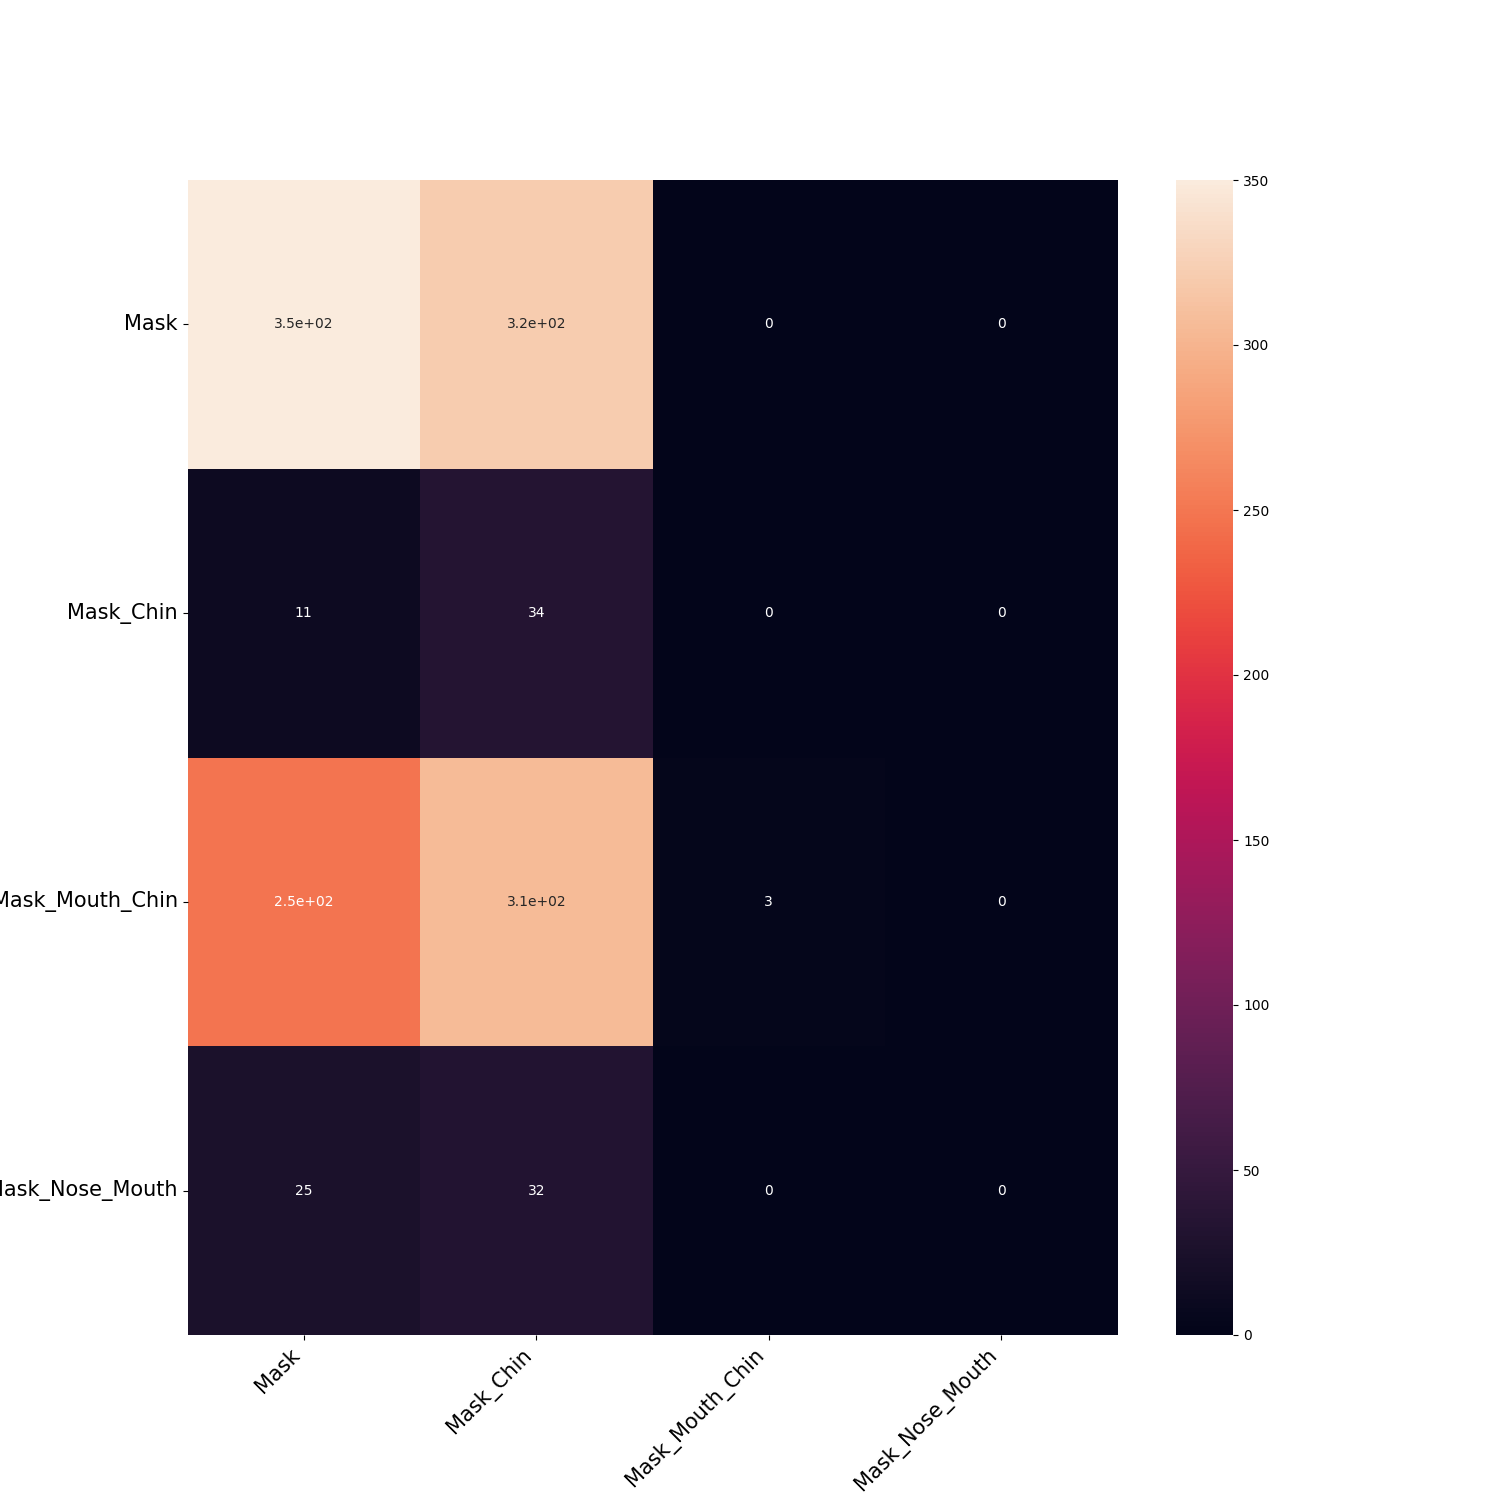 350
Mask 3.5e+02 3.2e+02 0 0
300
Mask_Chin 11 34 0 0
250
200
150
Mask_Mouth_Chin 2.5e+02 3.1e+02 3 0
100
50
ask_Nose_Mouth 25 32 0 0
0
Mask
Mask_Chin
Mask_Mouth_Chin
Mask_Nose_Mouth